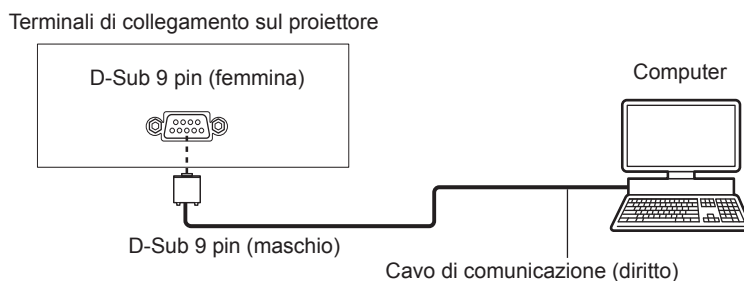 Terminali di collegamento sul proiettore
D-Sub 9 pin (femmina)
Computer
D-Sub 9 pin (maschio)
Cavo di comunicazione (diritto)